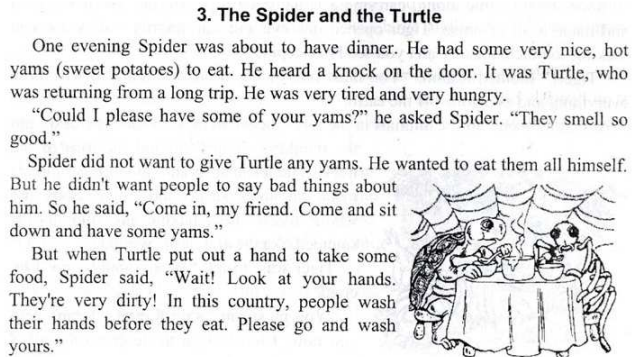 3. The Spider and the Turtle
One evening Spider was about to have dinner. He had some very nice, hot
yams (sweet potatoes) to eat. He heard a knock on the door. It was Turtle, who
was returning from a long trip. He was very tired and very hungry.
“Could I please have some of your yams?” he asked Spider. “They smell so
good.”
Spider did not want to give Turtle any yams. He wanted to eat them all himself.
But he didn't want people to say bad things about
him. So he said, “Come in, my friend. Come and sit
down and have some yams.”
But when Turtle put out a hand to take some
food, Spider said, “Wait! Look at your hands.
They're very dirty! In this country, people wash
their hands before they eat. Please go and wash
yours.”